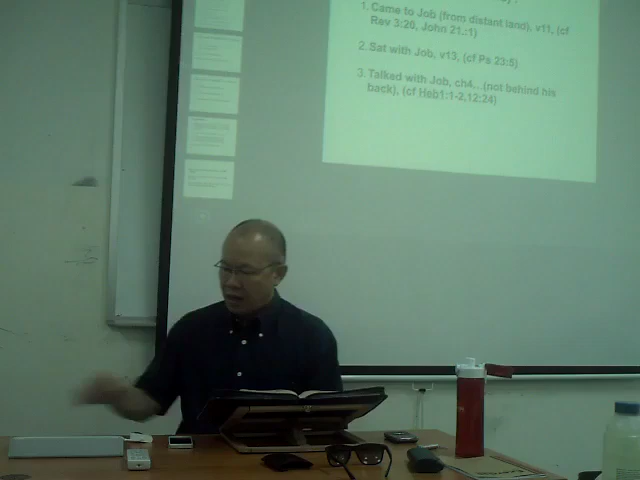 1. Came to Job (from distant land), v11, (cf
Rev 3:20, John 21.:1)
2. Sat with Job, v13, (cf Ps 23:5)
3. Talked with Job, ch4...(not behind his
back), (cf Heb1:1-2,12:24)